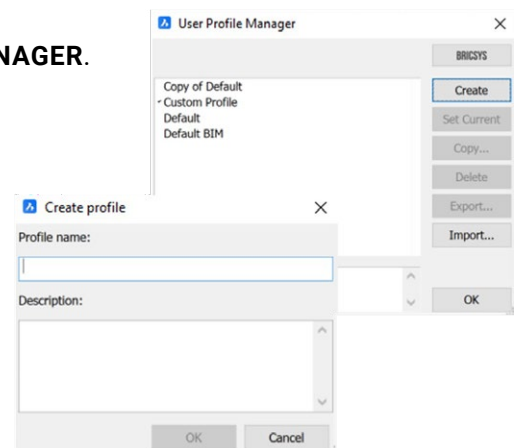 NAGER.
User Profile Manager
BRICSYS
Copy of Default
Custom Profile
Default
Default BIM
Create
Set Current
Copy...
Delete
Export...
Import...
OK
Create profile
Profile name:
Description:
OK
Cancel